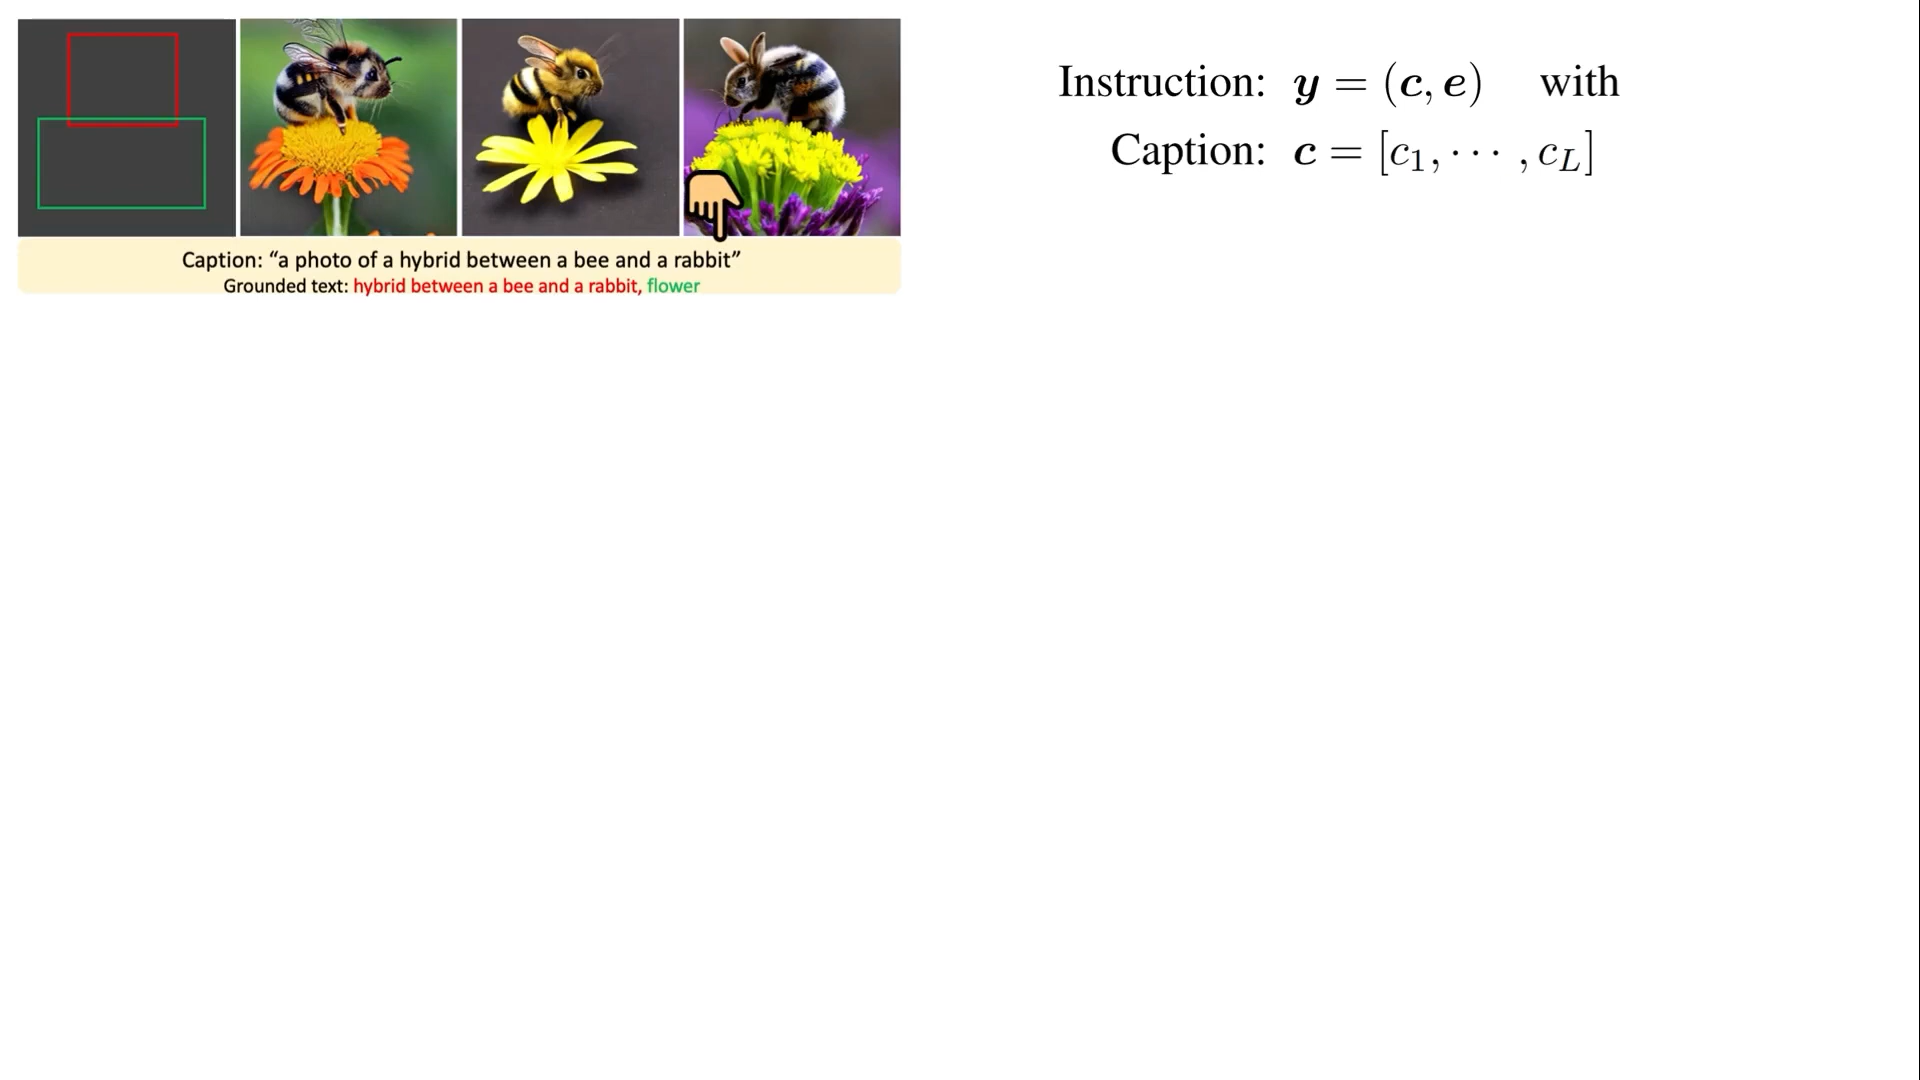 Caption: “a photo of a hybrid between a bee and a rabbit”
Grounded text: hybrid between a bee and a rabbit, flower
Instruction: y = (c, e) with
Caption: c = [c₁, ⋯ , c_L]